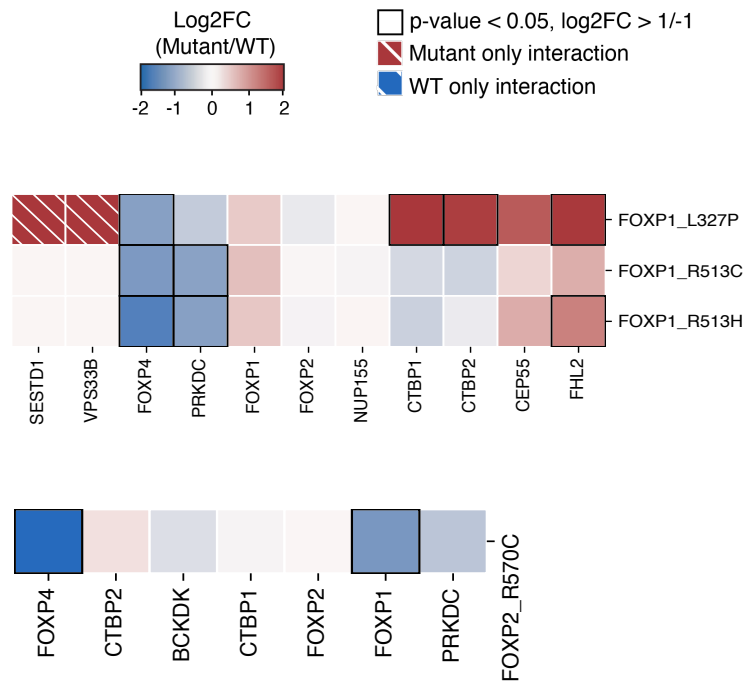 Log2FC
(Mutant/WT)
-2 -1 0 1 2
p-value < 0.05, log2FC > 1/-1
Mutant only interaction
WT only interaction
FOXP1_L327P
FOXP1_R513C
FOXP1_R513H
SESTD1
VPS33B
FOXP4
PRKDC
FOXP1
FOXP2
NUP155
CTBP1
CTBP2
CEP55
FHL2
FOXP4
CTBP2
BCKDK
CTBP1
FOXP2
FOXP1
PRKDC
FOXP2_R570C